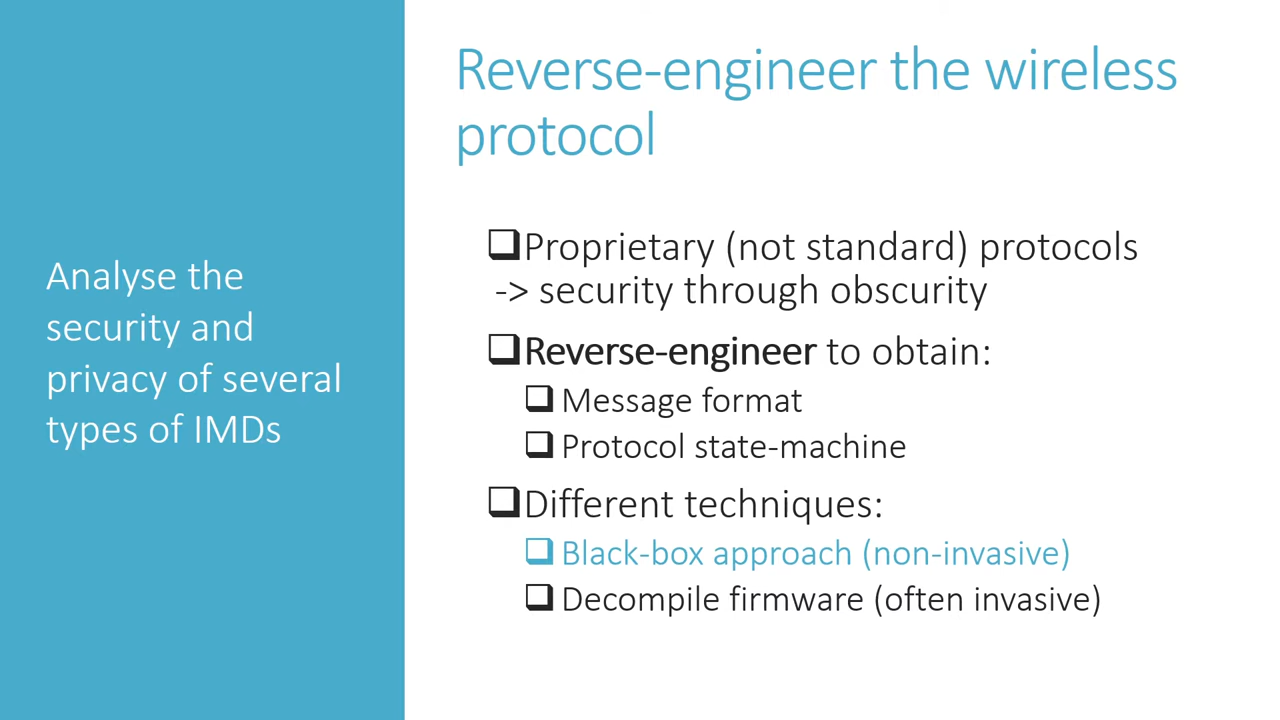 Analyse the
security and
privacy of several
types of IMDs
Reverse-engineer the wireless
protocol
❑Proprietary (not standard) protocols
-> security through obscurity
❑Reverse-engineer to obtain:
❑Message format
❑Protocol state-machine
❑Different techniques:
❑Black-box approach (non-invasive)
❑Decompile firmware (often invasive)